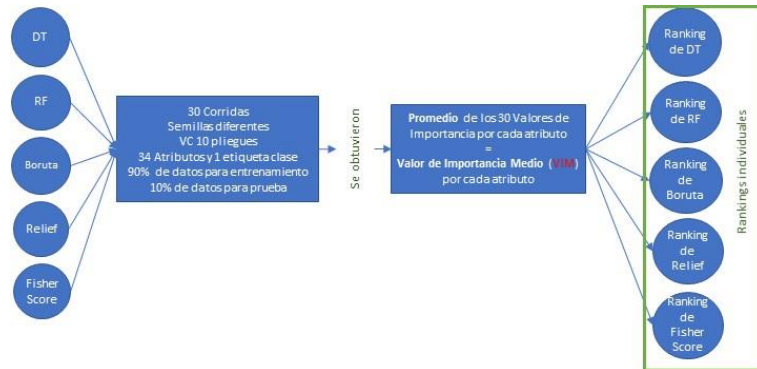 DT
RF
Boruta
Relief
Fisher
Score
30 Corridas
Semillas diferentes
VC 10 pliegues
34 Atributos y 1 etiqueta clase
90% de datos para entrenamiento
10% de datos para prueba
Se obtuvieron
Promedio de los 30 Valores de
Importancia por cada atributo
=
Valor de Importancia Medio (VIM)
por cada atributo
Ranking
de DT
Ranking
de RF
Ranking
de
Boruta
Ranking
de
Relief
Ranking
de
Fisher
Score
Rankings individuales